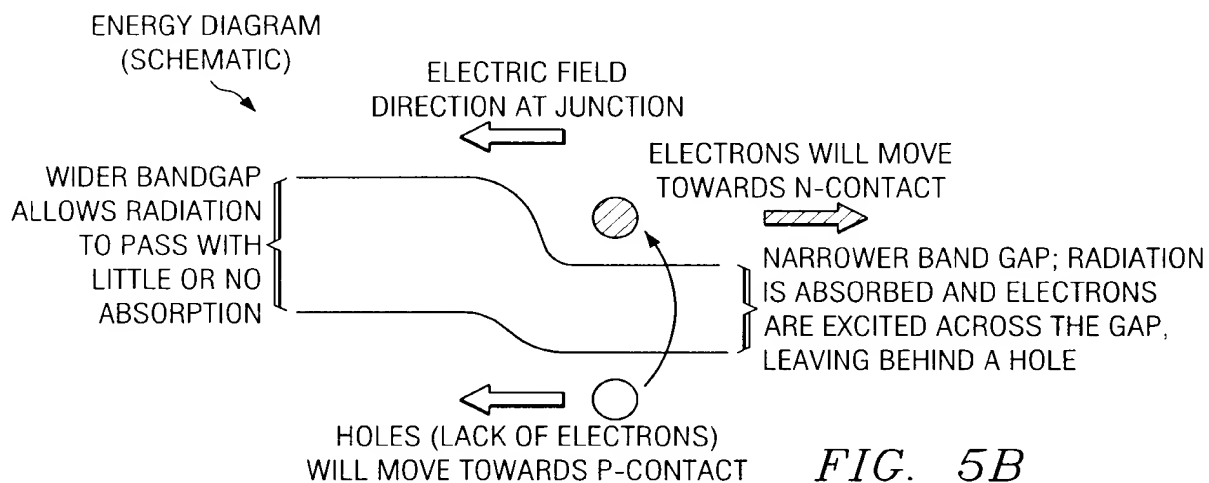 ENERGY DIAGRAM
(SCHEMATIC)
ELECTRIC FIELD
DIRECTION AT JUNCTION
ELECTRONS WILL MOVE
TOWARDS N-CONTACT
WIDER BANDGAP
ALLOWS RADIATION
TO PASS WITH
LITTLE OR NO
ABSORPTION
NARROWER BAND GAP; RADIATION
IS ABSORBED AND ELECTRONS
ARE EXCITED ACROSS THE GAP,
LEAVING BEHIND A HOLE
HOLES (LACK OF ELECTRONS)
WILL MOVE TOWARDS P-CONTACT
FIG. 5B